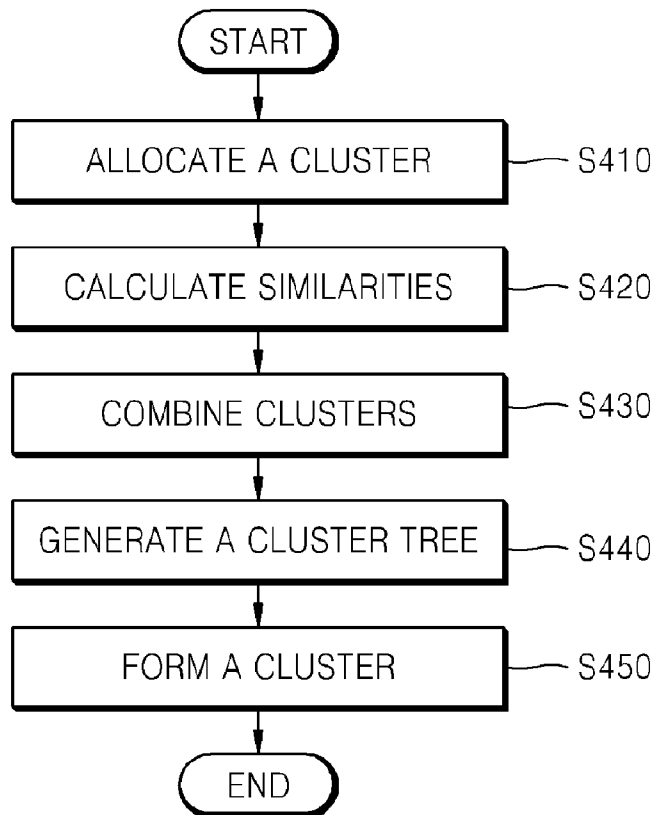 START
ALLOCATE A CLUSTER
S410
CALCULATE SIMILARITIES
S420
COMBINE CLUSTERS
S430
GENERATE A CLUSTER TREE
S440
FORM A CLUSTER
S450
END